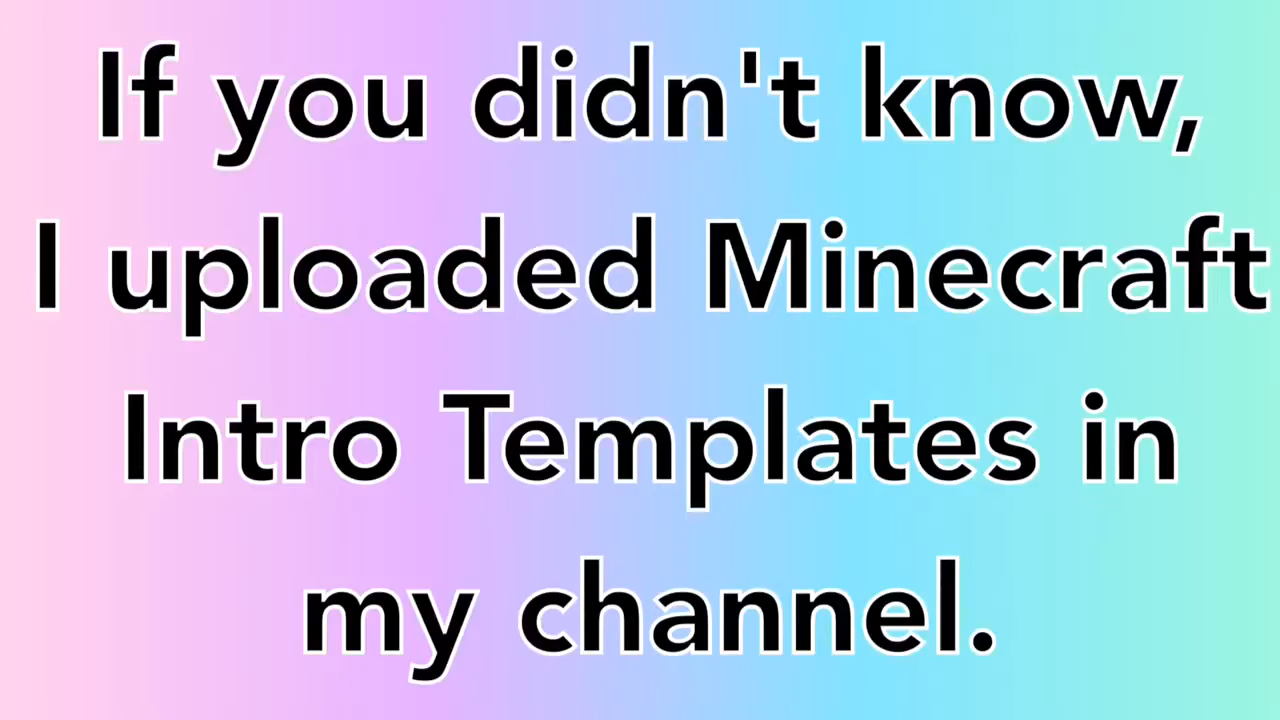 If you didn't know,
I uploaded Minecraft
Intro Templates in
my channel.